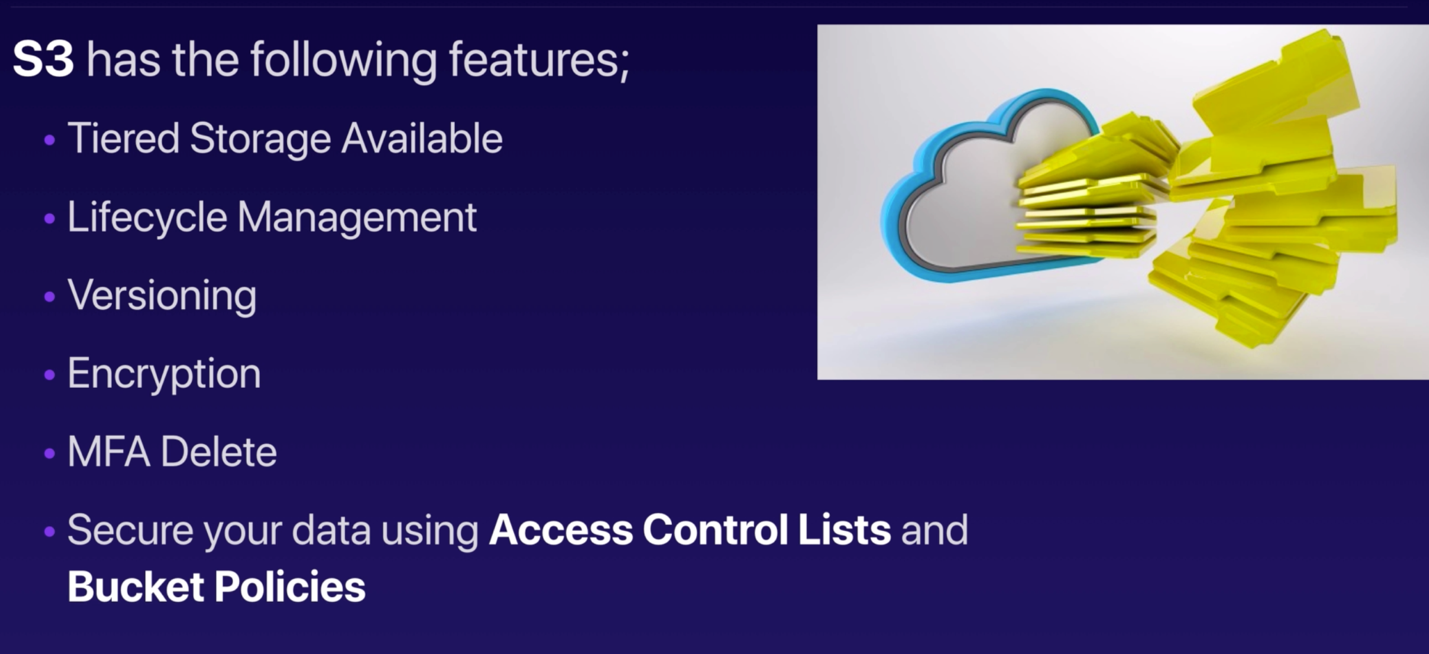 S3 has the following features;
• Tiered Storage Available
• Lifecycle Management
• Versioning
• Encryption
• MFA Delete
• Secure your data using Access Control Lists and
Bucket Policies